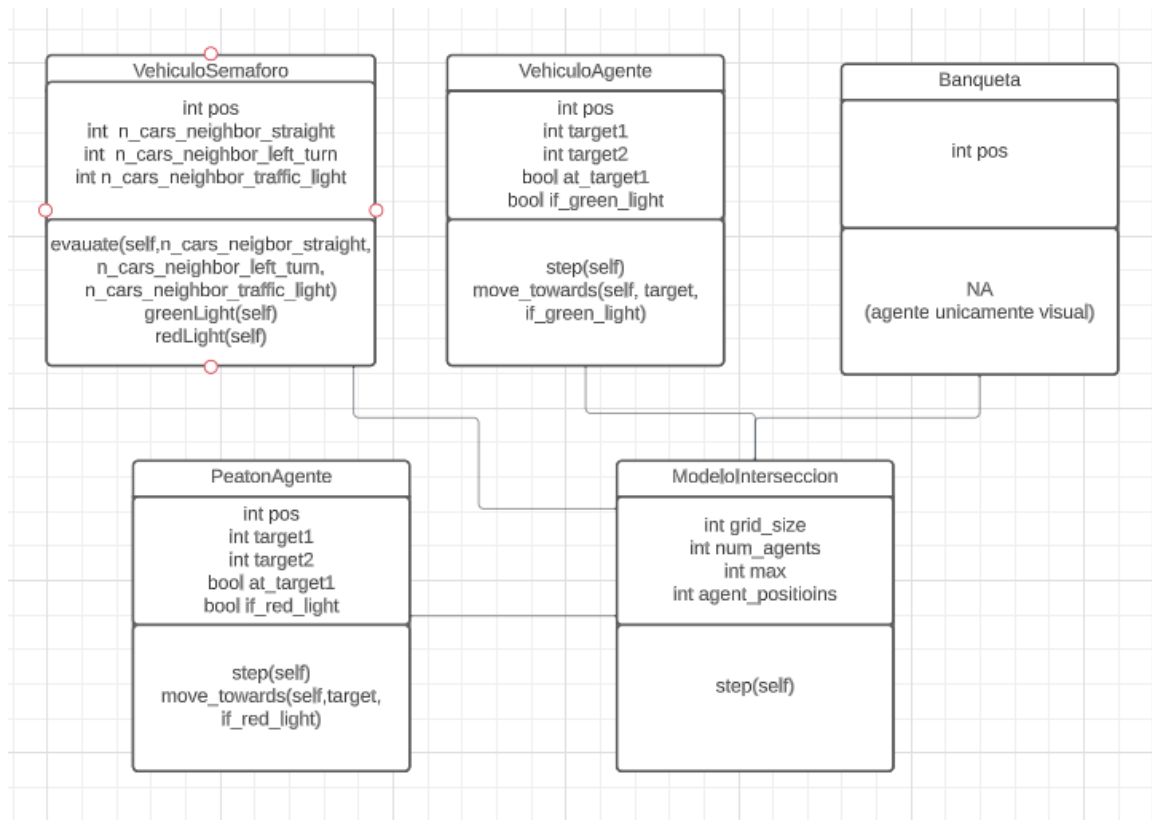 VehiculoSemaforo
int pos
int n_cars_neighbor_straight
int n_cars_neighbor_left_turn
int n_cars_neighbor_traffic_light
evauate(self,n_cars_neigbor_straight,
n_cars_neighbor_left_turn,
n_cars_neighbor_traffic_light)
greenLight(self)
redLight(self)
VehiculoAgente
int pos
int target1
int target2
bool at_target1
bool if_green_light
step(self)
move_towards(self, target,
if_green_light)
Banqueta
int pos
NA
(agente unicamente visual)
PeatonAgente
int pos
int target1
int target2
bool at_target1
bool if_red_light
step(self)
move_towards(self,target,
if_red_light)
ModeloInterseccion
int grid_size
int num_agents
int max
int agent_positioins
step(self)